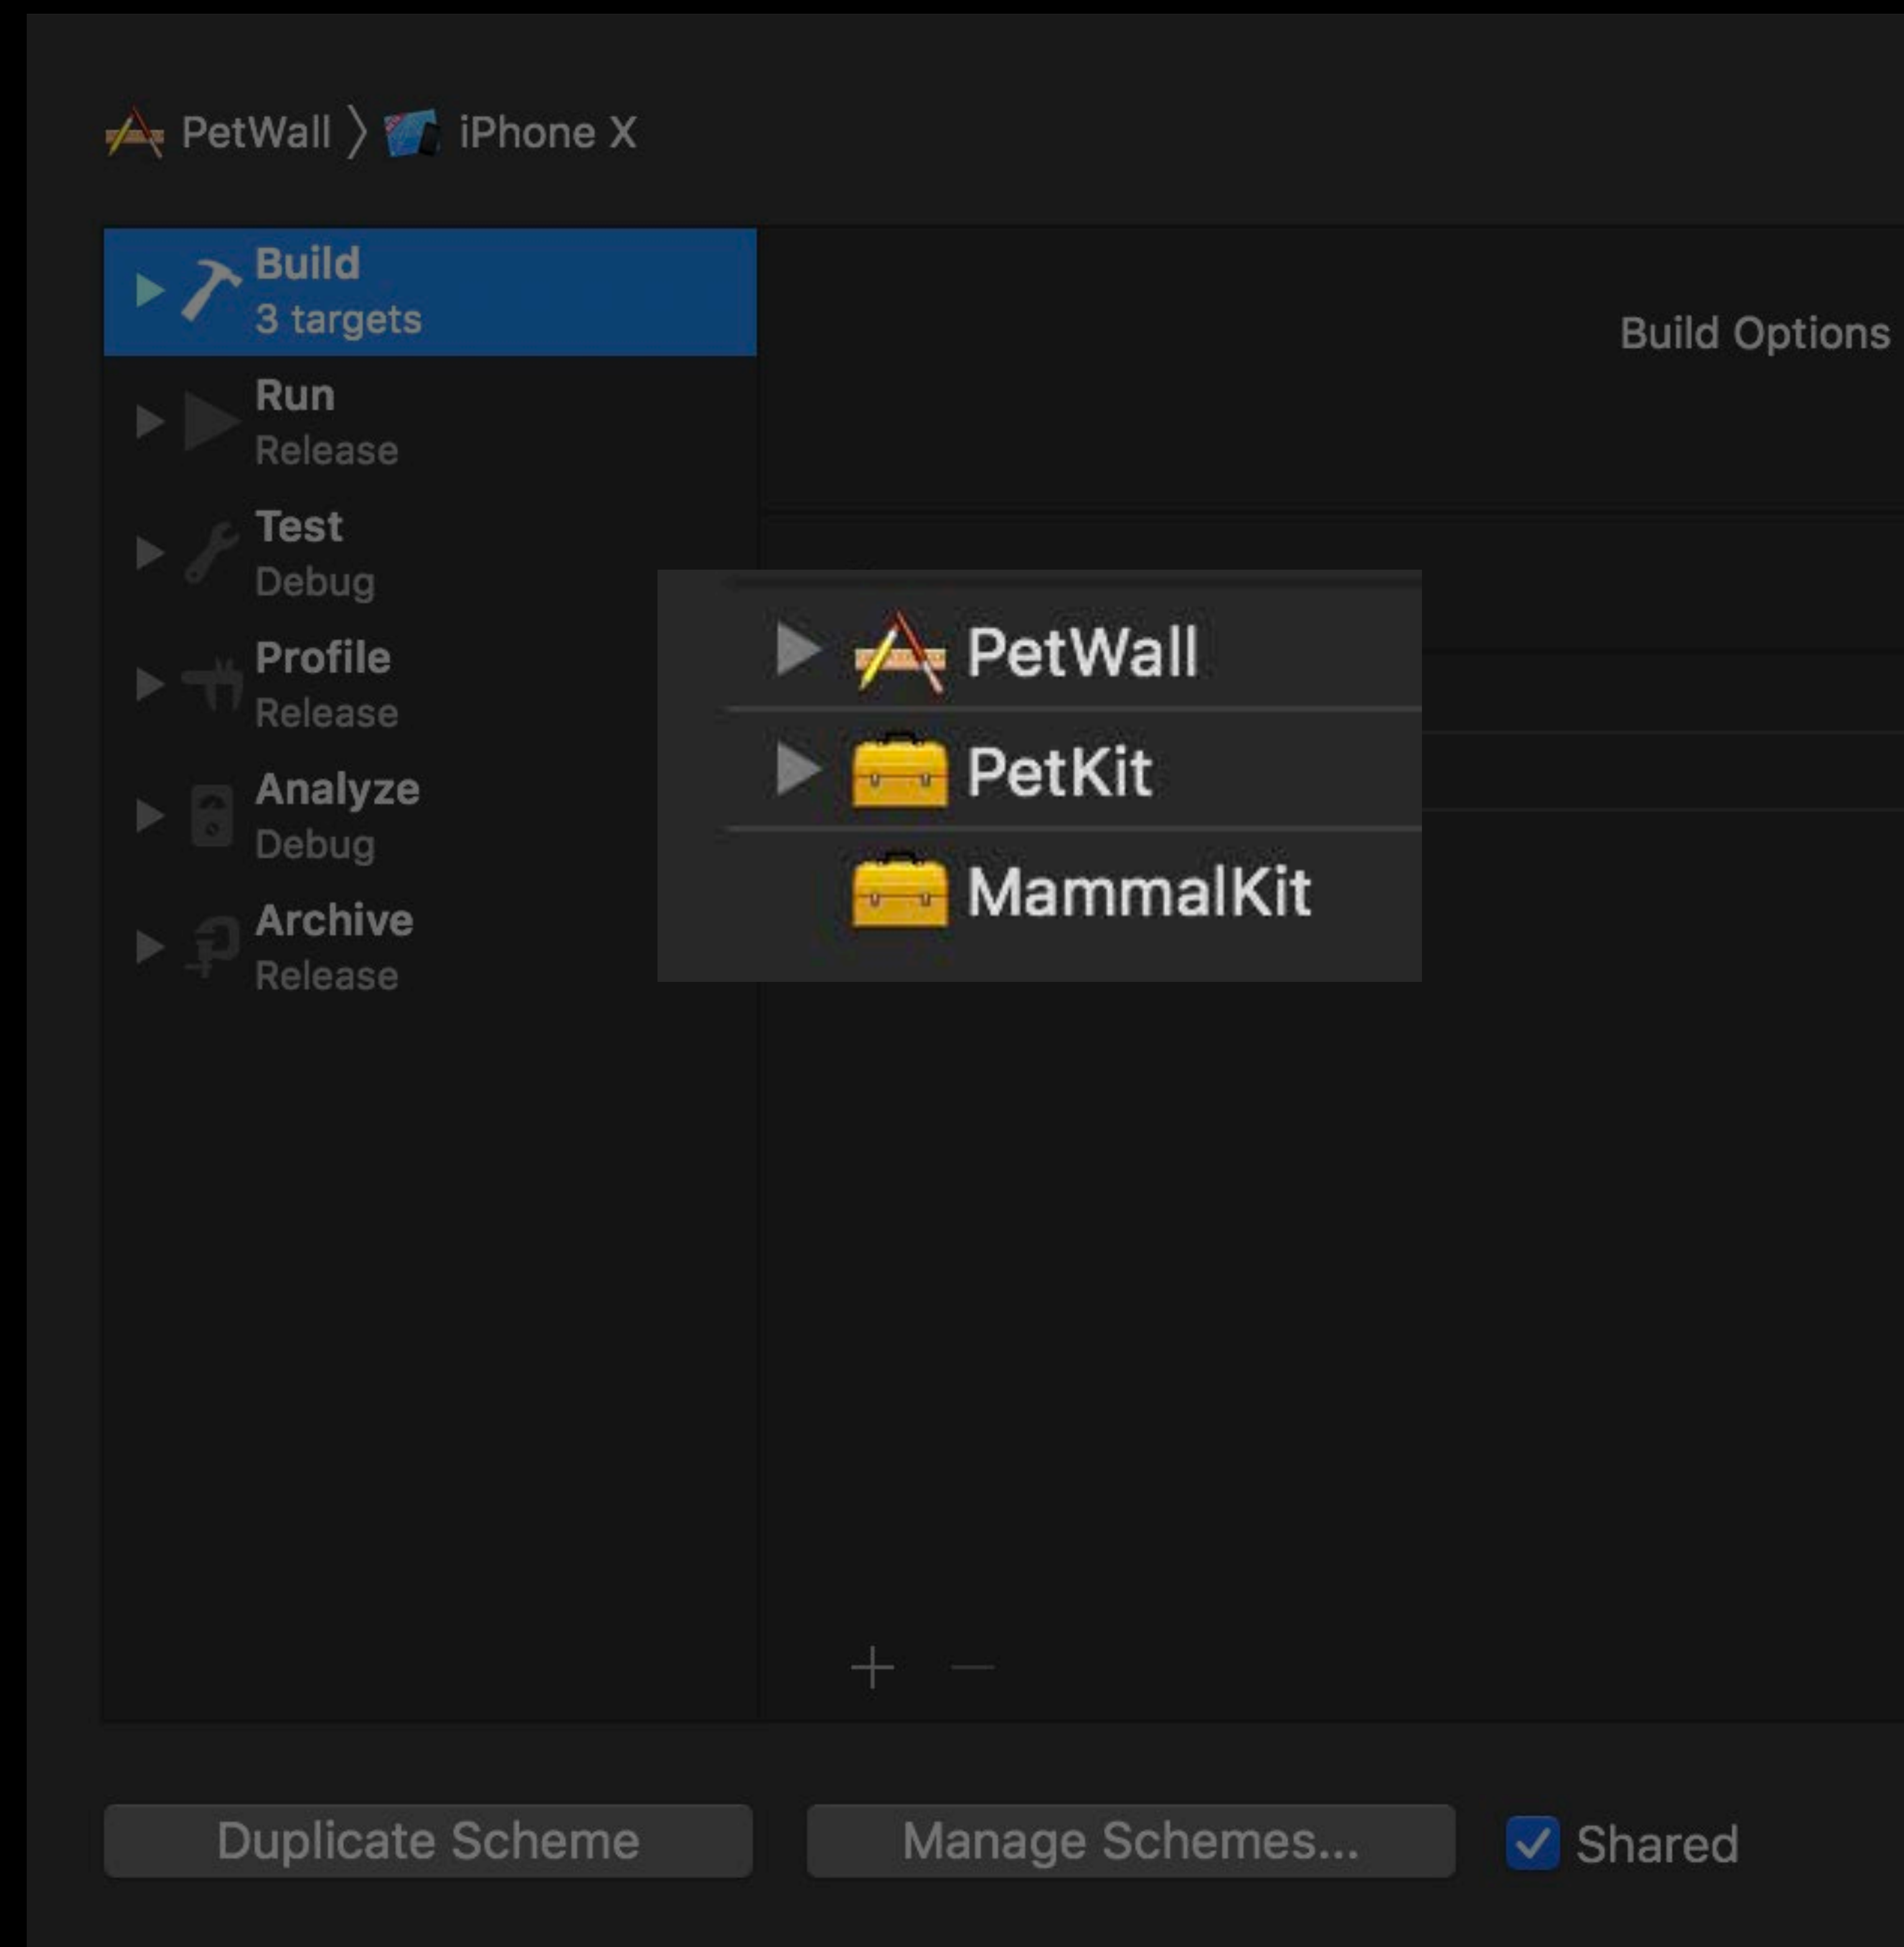 PetWall 〉 iPhone X
Build
3 targets
Run
Release
Test
Debug
Profile
Release
Analyze
Debug
Archive
Release
Build Options
PetWall
PetKit
MammalKit
Duplicate Scheme
Manage Schemes...
Shared